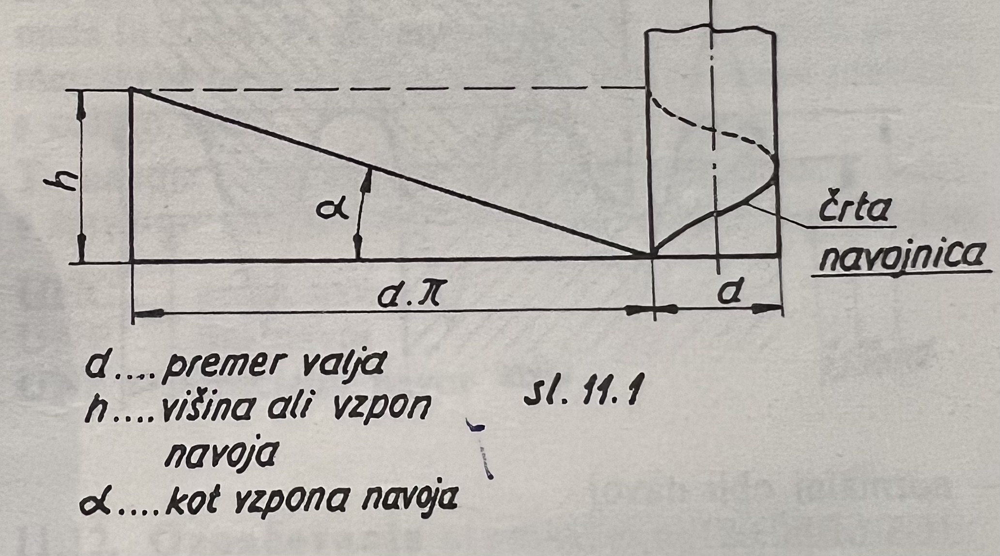 h
α
črta
navojnica
d.π
d
d.... premer valja
h.... višina ali vzpon
navoja
sl. 11.1
α.... kot vzpona navoja